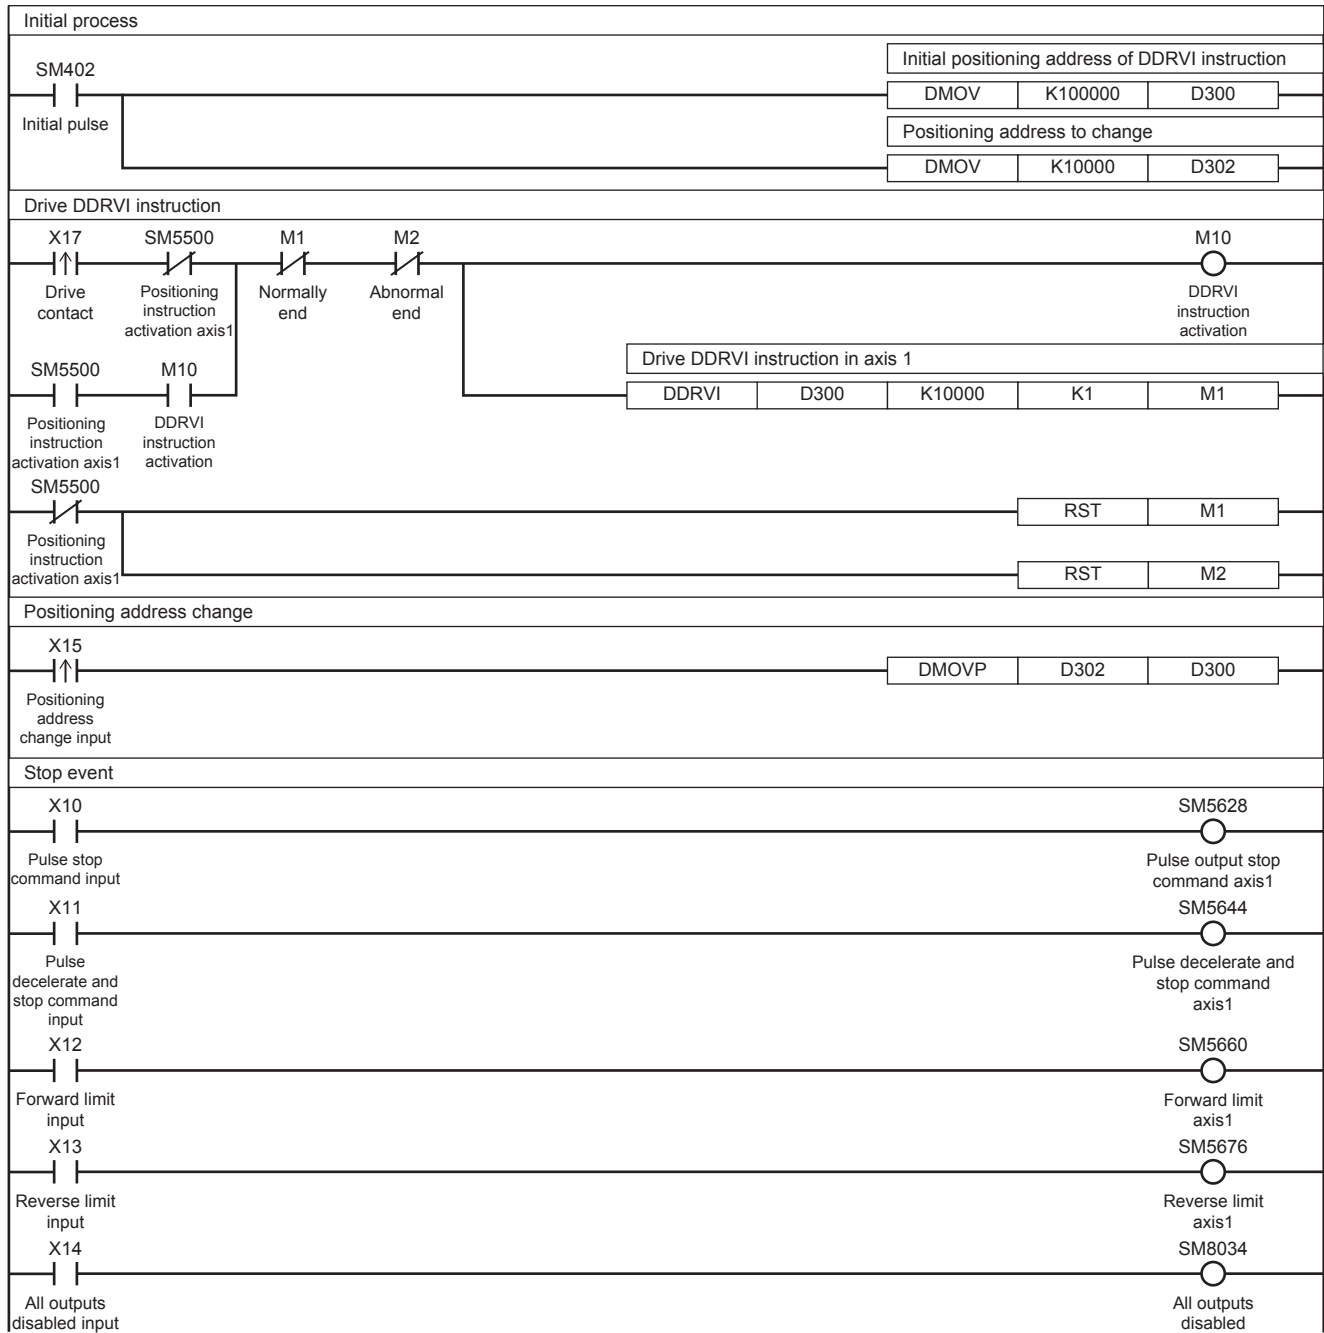 Initial process
Initial positioning address of DDRVI instruction
SM402
DMOV K100000 D300
Initial pulse
Positioning address to change
DMOV K10000 D302
Drive DDRVI instruction
X17 SM5500 M1 M2 M10
Drive contact
Positioning instruction activation axis1
Normally end
Abnormal end
DDRVI instruction activation
Drive DDRVI instruction in axis 1
SM5500 M10
DDRVI D300 K10000 K1 M1
Positioning instruction activation axis1
DDRVI instruction activation
SM5500
RST M1
Positioning instruction activation axis1
RST M2
Positioning address change
X15
DMOVP D302 D300
Positioning
address
change input
Stop event
X10 SM5628
Pulse stop command input
Pulse output stop command axis1
X11 SM5644
Pulse decelerate and stop command input
Pulse decelerate and stop command axis1
X12 SM5660
Forward limit input
Forward limit axis1
X13 SM5676
Reverse limit input
Reverse limit axis1
X14 SM8034
All outputs disabled input
All outputs disabled